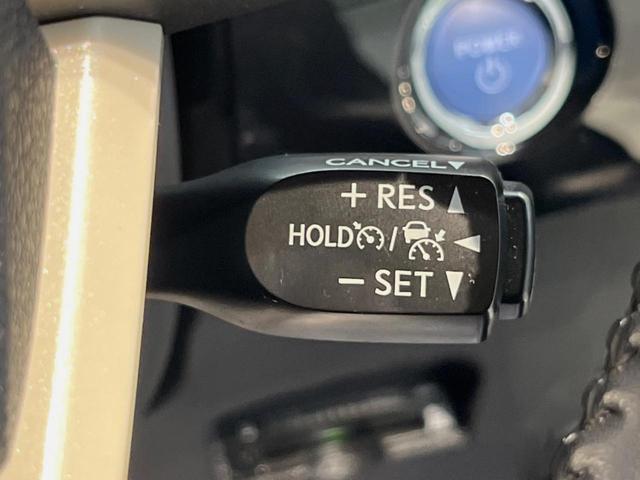 POWER
CANCEL▼
+ RES ▲
HOLD / ◀
− SET ▼